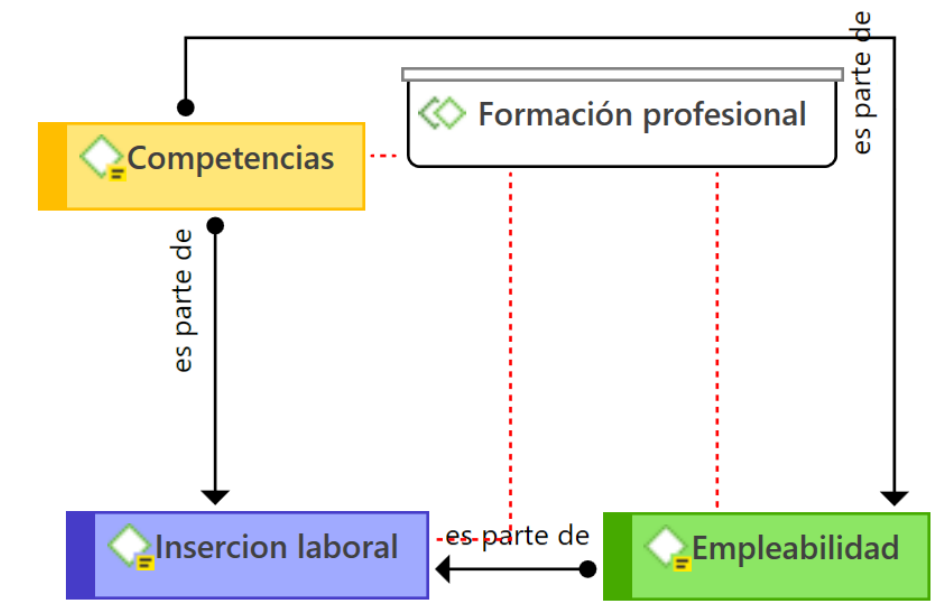 es parte de
Formación profesional
Competencias
es parte de
Insercion laboral
es parte de
Empleabilidad